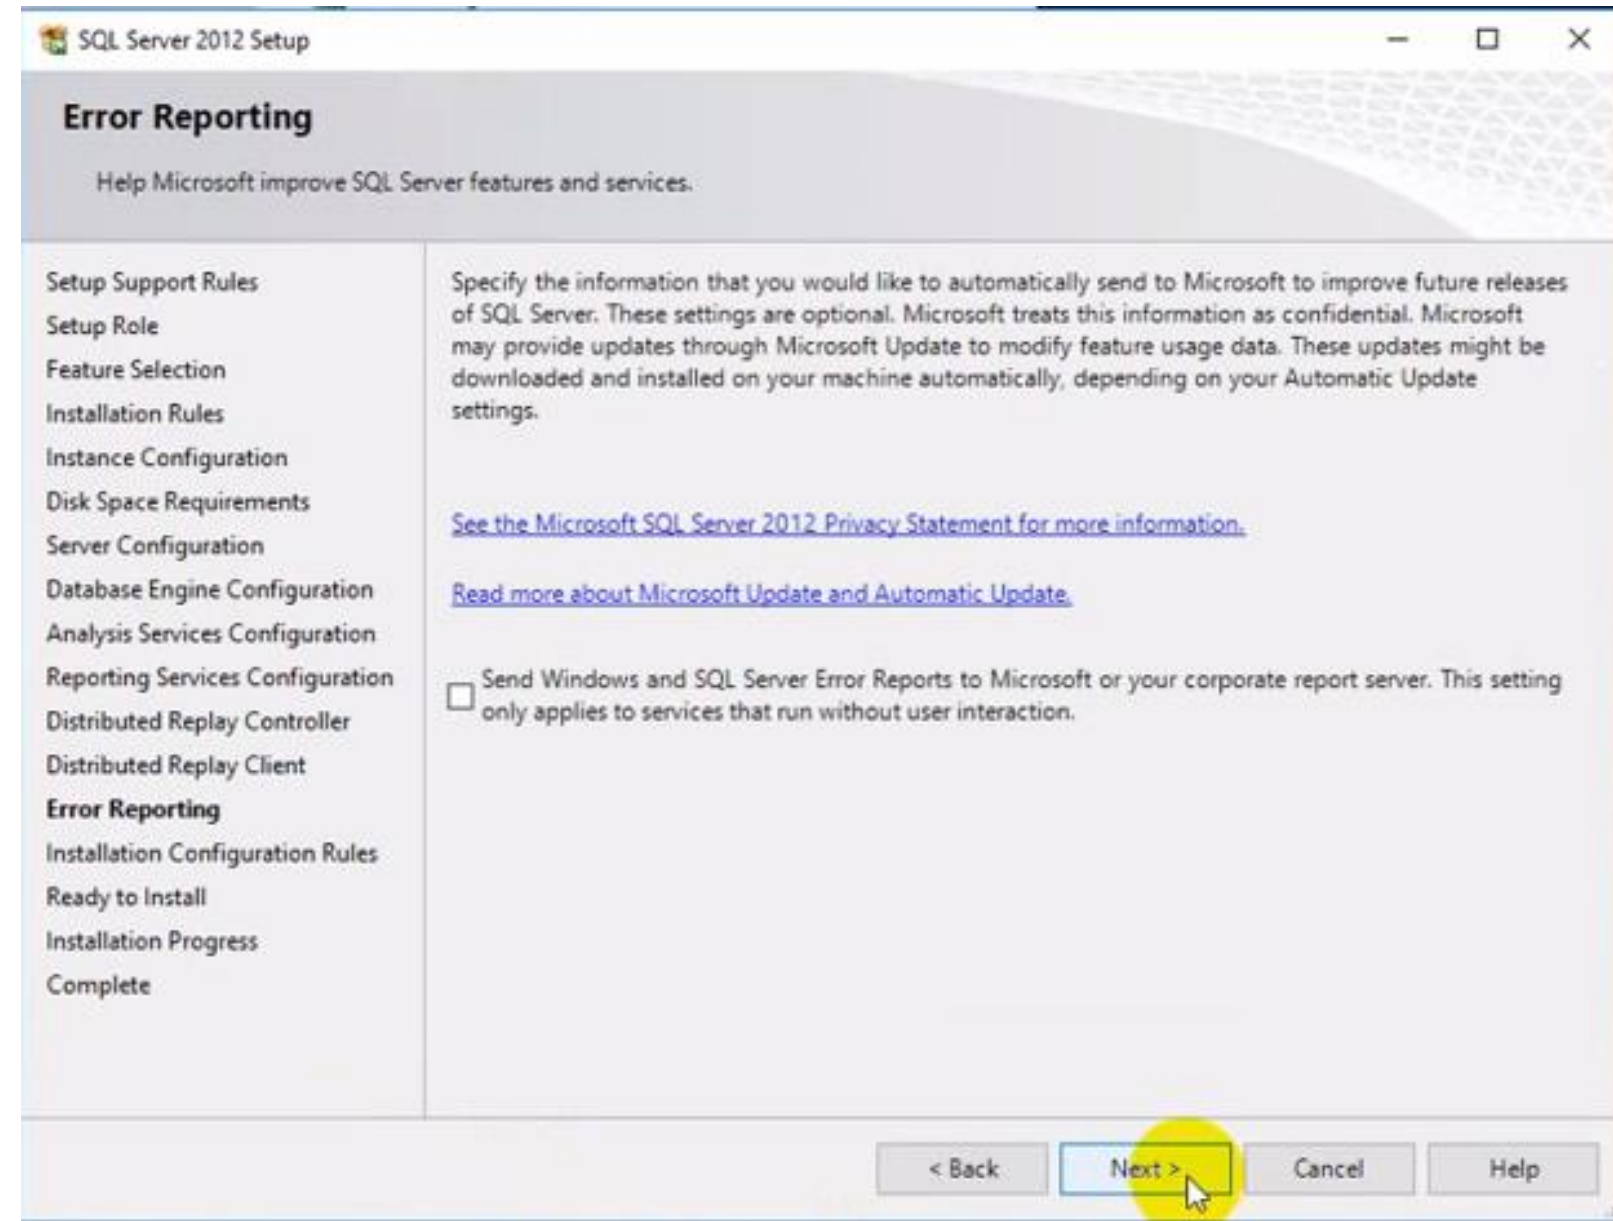 SQL Server 2012 Setup
Error Reporting
Help Microsoft improve SQL Server features and services.
Setup Support Rules
Setup Role
Feature Selection
Installation Rules
Instance Configuration
Disk Space Requirements
Server Configuration
Database Engine Configuration
Analysis Services Configuration
Reporting Services Configuration
Distributed Replay Controller
Distributed Replay Client
Error Reporting
Installation Configuration Rules
Ready to Install
Installation Progress
Complete
Specify the information that you would like to automatically send to Microsoft to improve future releases
of SQL Server. These settings are optional. Microsoft treats this information as confidential. Microsoft
may provide updates through Microsoft Update to modify feature usage data. These updates might be
downloaded and installed on your machine automatically, depending on your Automatic Update
settings.
See the Microsoft SQL Server 2012 Privacy Statement for more information.
Read more about Microsoft Update and Automatic Update.
Send Windows and SQL Server Error Reports to Microsoft or your corporate report server. This setting
only applies to services that run without user interaction.
< Back
Next >
Cancel
Help